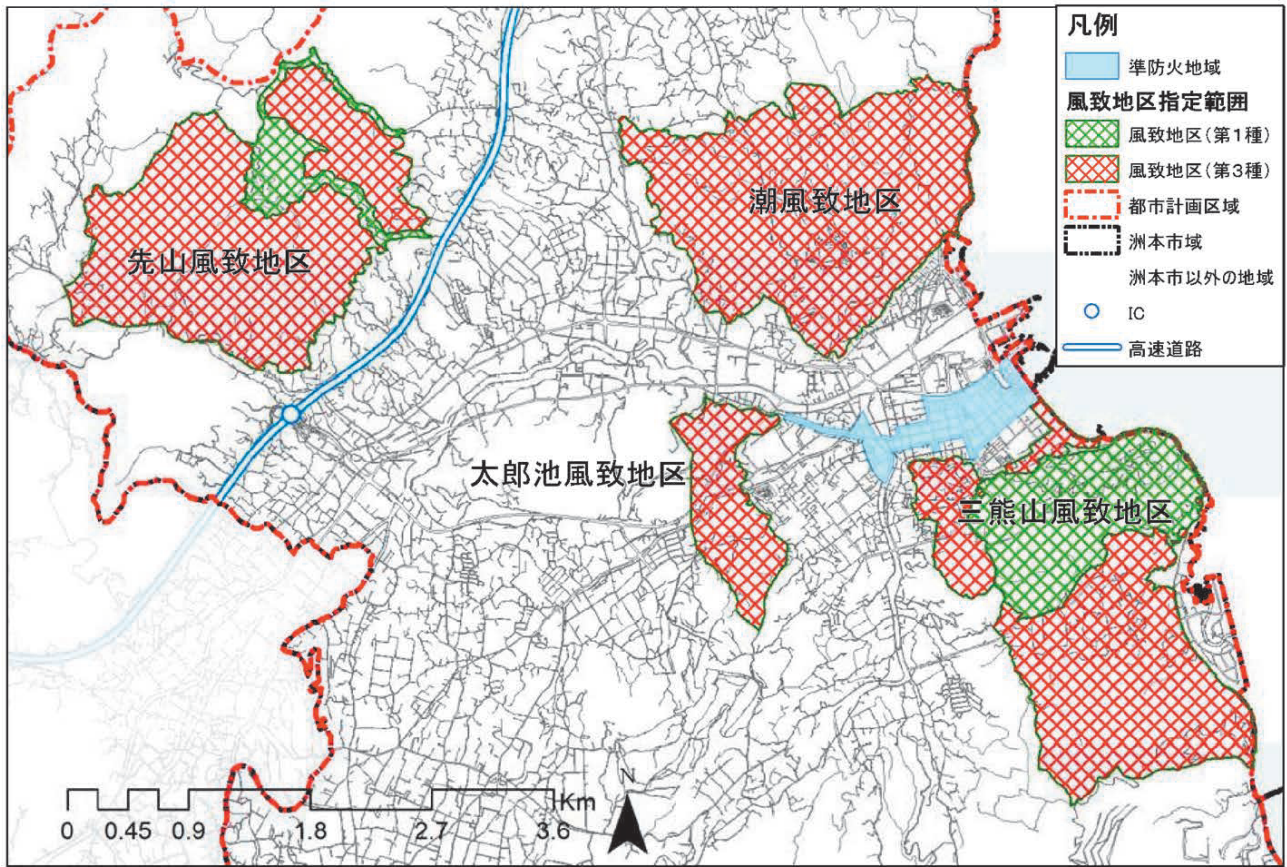 凡例
準防火地域
風致地区指定範囲
風致地区(第1種)
風致地区(第3種)
都市計画区域
洲本市域
洲本市以外の地域
IC
高速道路
潮風致地区
先山風致地区
太郎池風致地区
三熊山風致地区
N
Km
0 0.45 0.9 1.8 2.7 3.6